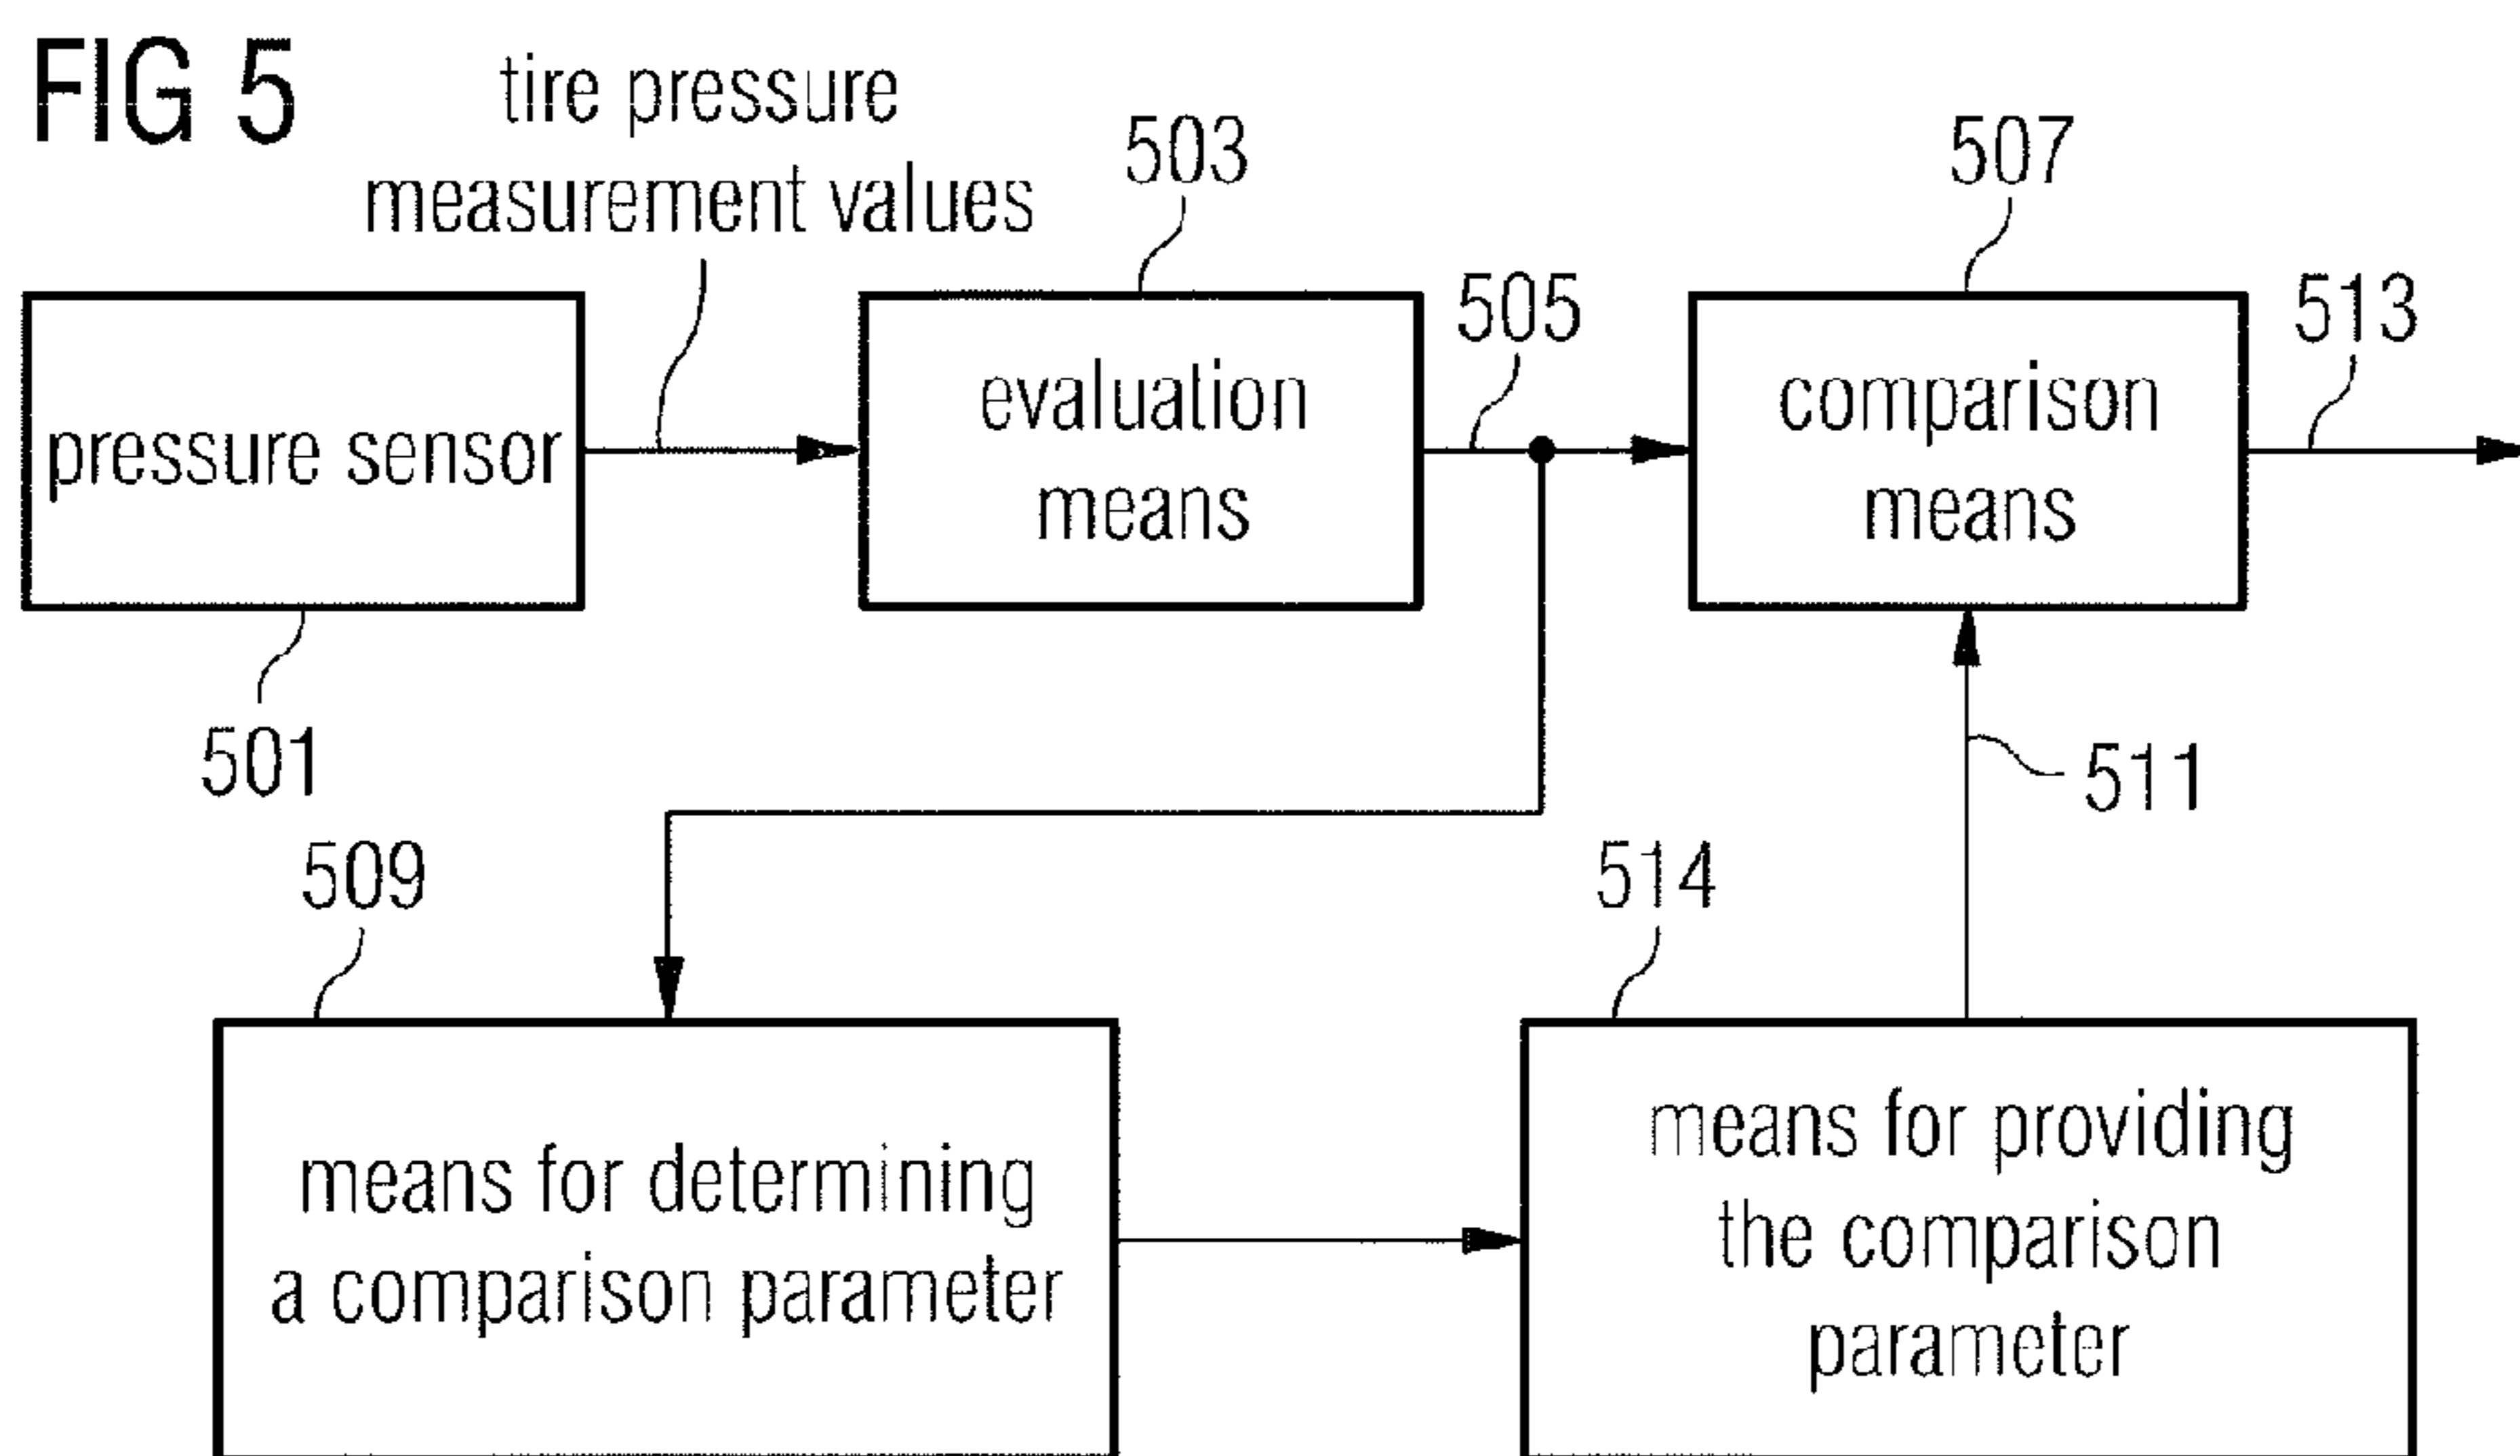 FIG 5
tire pressure
measurement values
503
507
505
513
pressure sensor
evaluation
means
comparison
means
501
511
509
514
means for determining
a comparison parameter
means for providing
the comparison
parameter